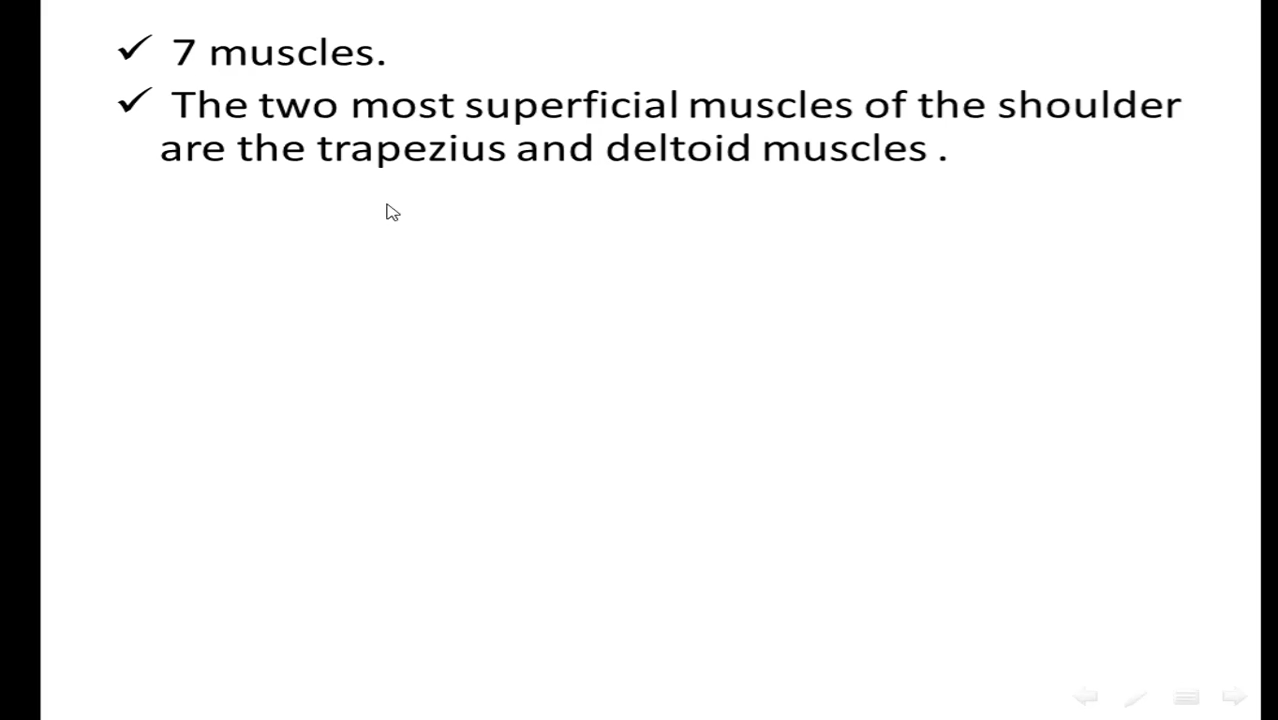 ✓ 7 muscles.
✓ The two most superficial muscles of the shoulder
are the trapezius and deltoid muscles .